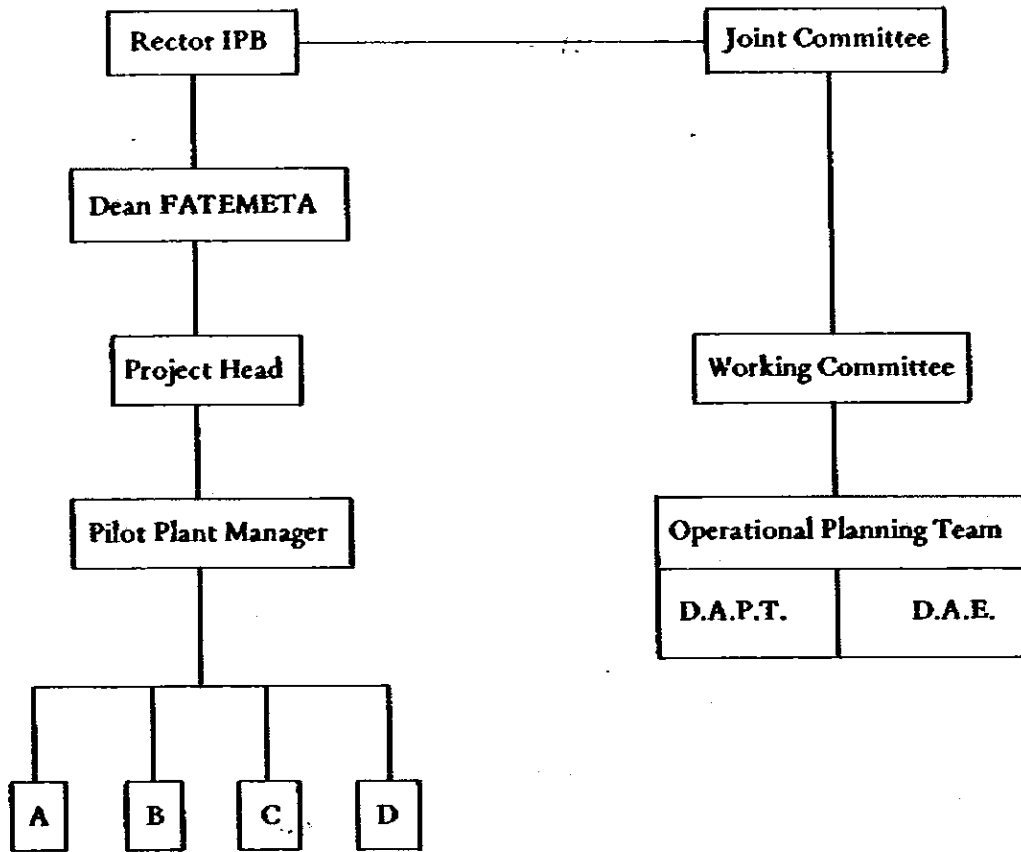 Rector IPB
Joint Committee
Dean FATEMETA
Project Head
Working Committee
Pilot Plant Manager
Operational Planning Team
D.A.P.T.
D.A.E.
A
B
C
D